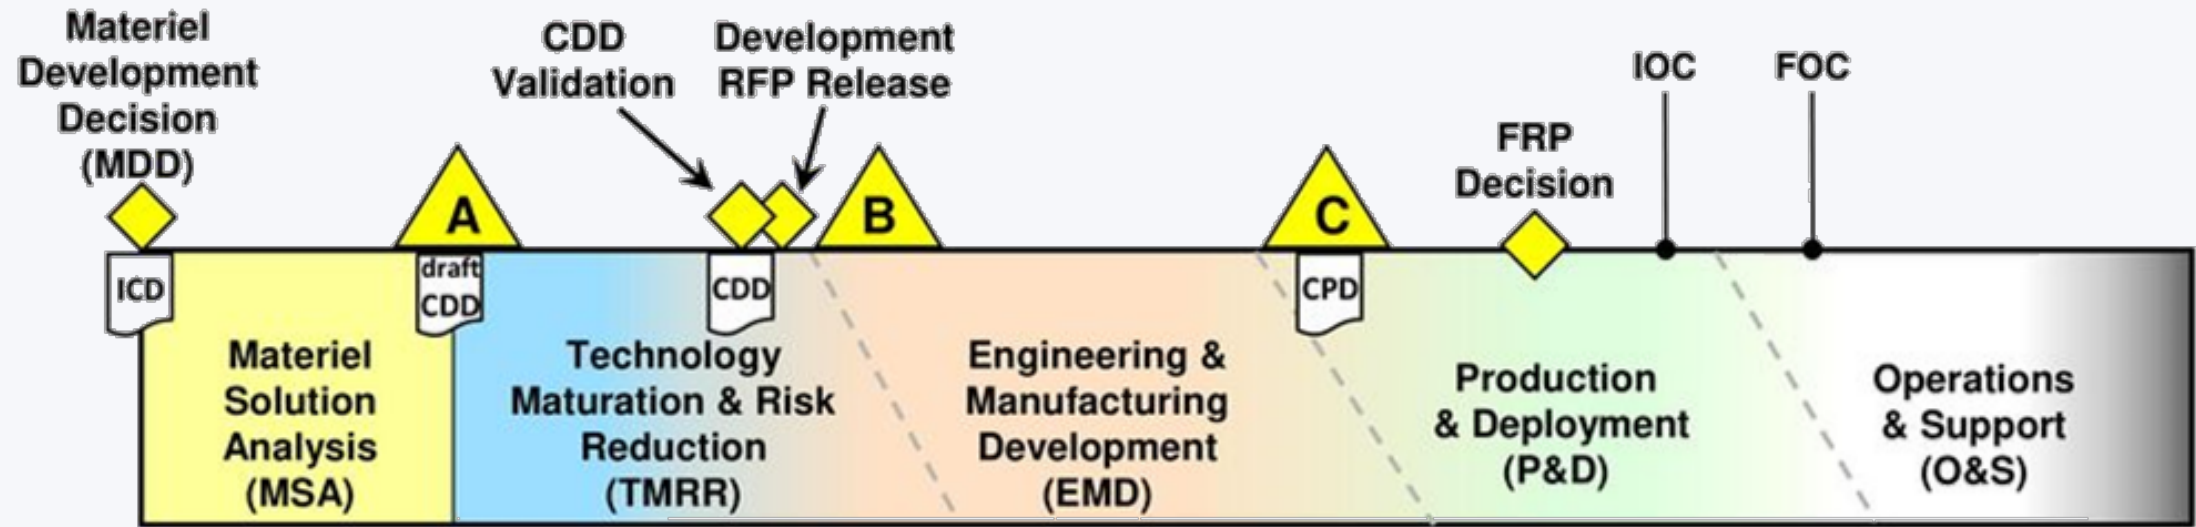 Materiel
Development
Decision
(MDD)
CDD
Validation
Development
RFP Release
FRP
Decision
IOC
FOC
A
B
C
ICD
draft
CDD
CDD
CPD
Materiel
Solution
Analysis
(MSA)
Technology
Maturation & Risk
Reduction
(TMRR)
Engineering &
Manufacturing
Development
(EMD)
Production
& Deployment
(P&D)
Operations
& Support
(O&S)